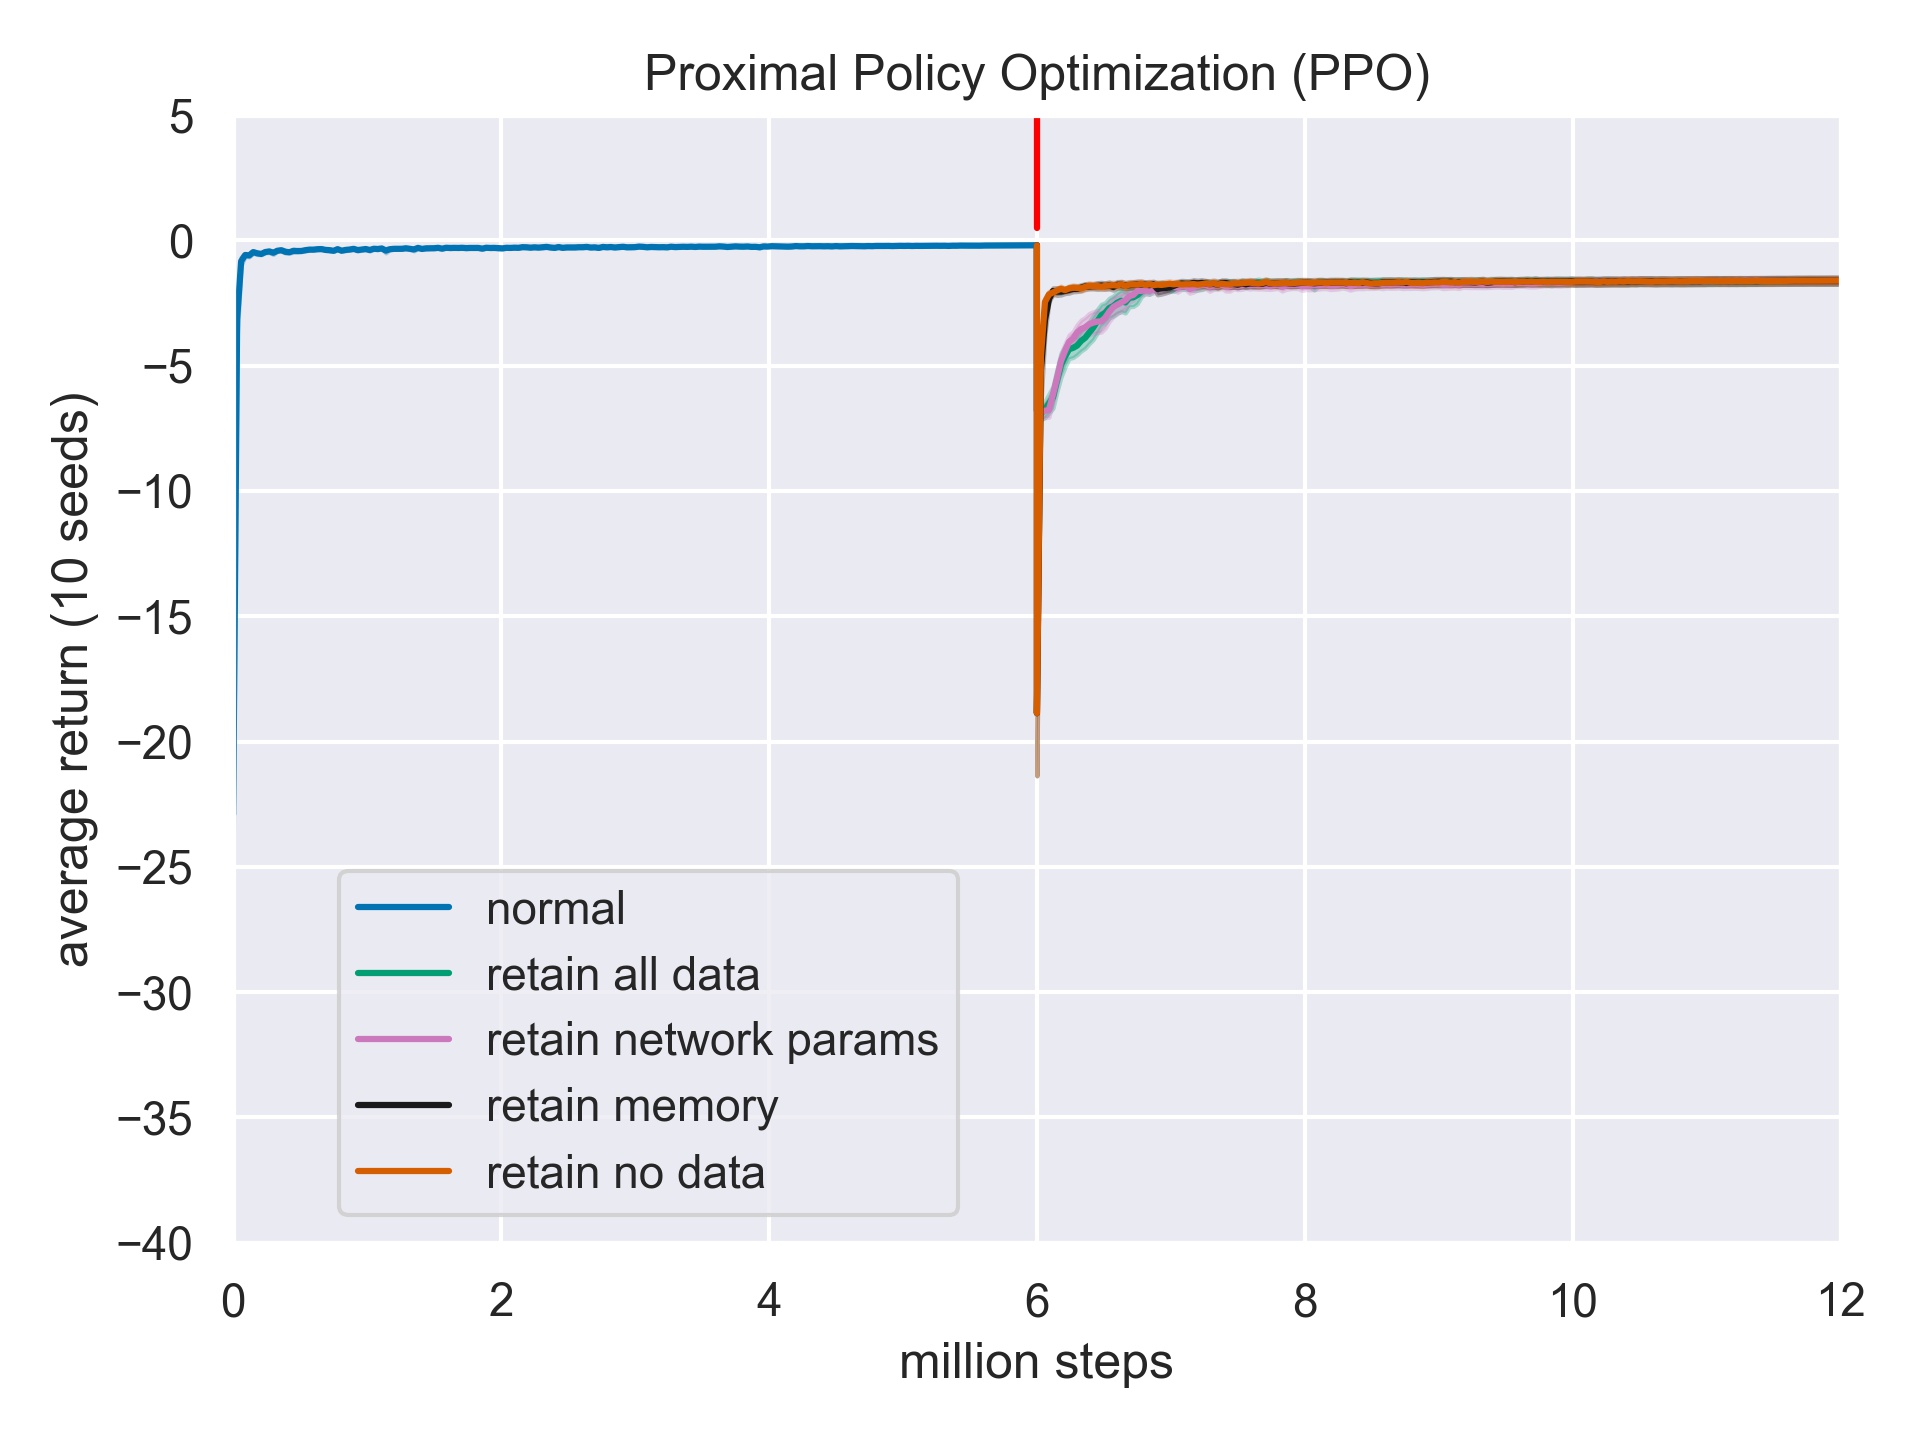 Proximal Policy Optimization (PPO)
5
0
−5
−10
−15
−20
−25
−30
−35
−40
average return (10 seeds)
normal
retain all data
retain network params
retain memory
retain no data
0 2 4 6 8 10 12
million steps